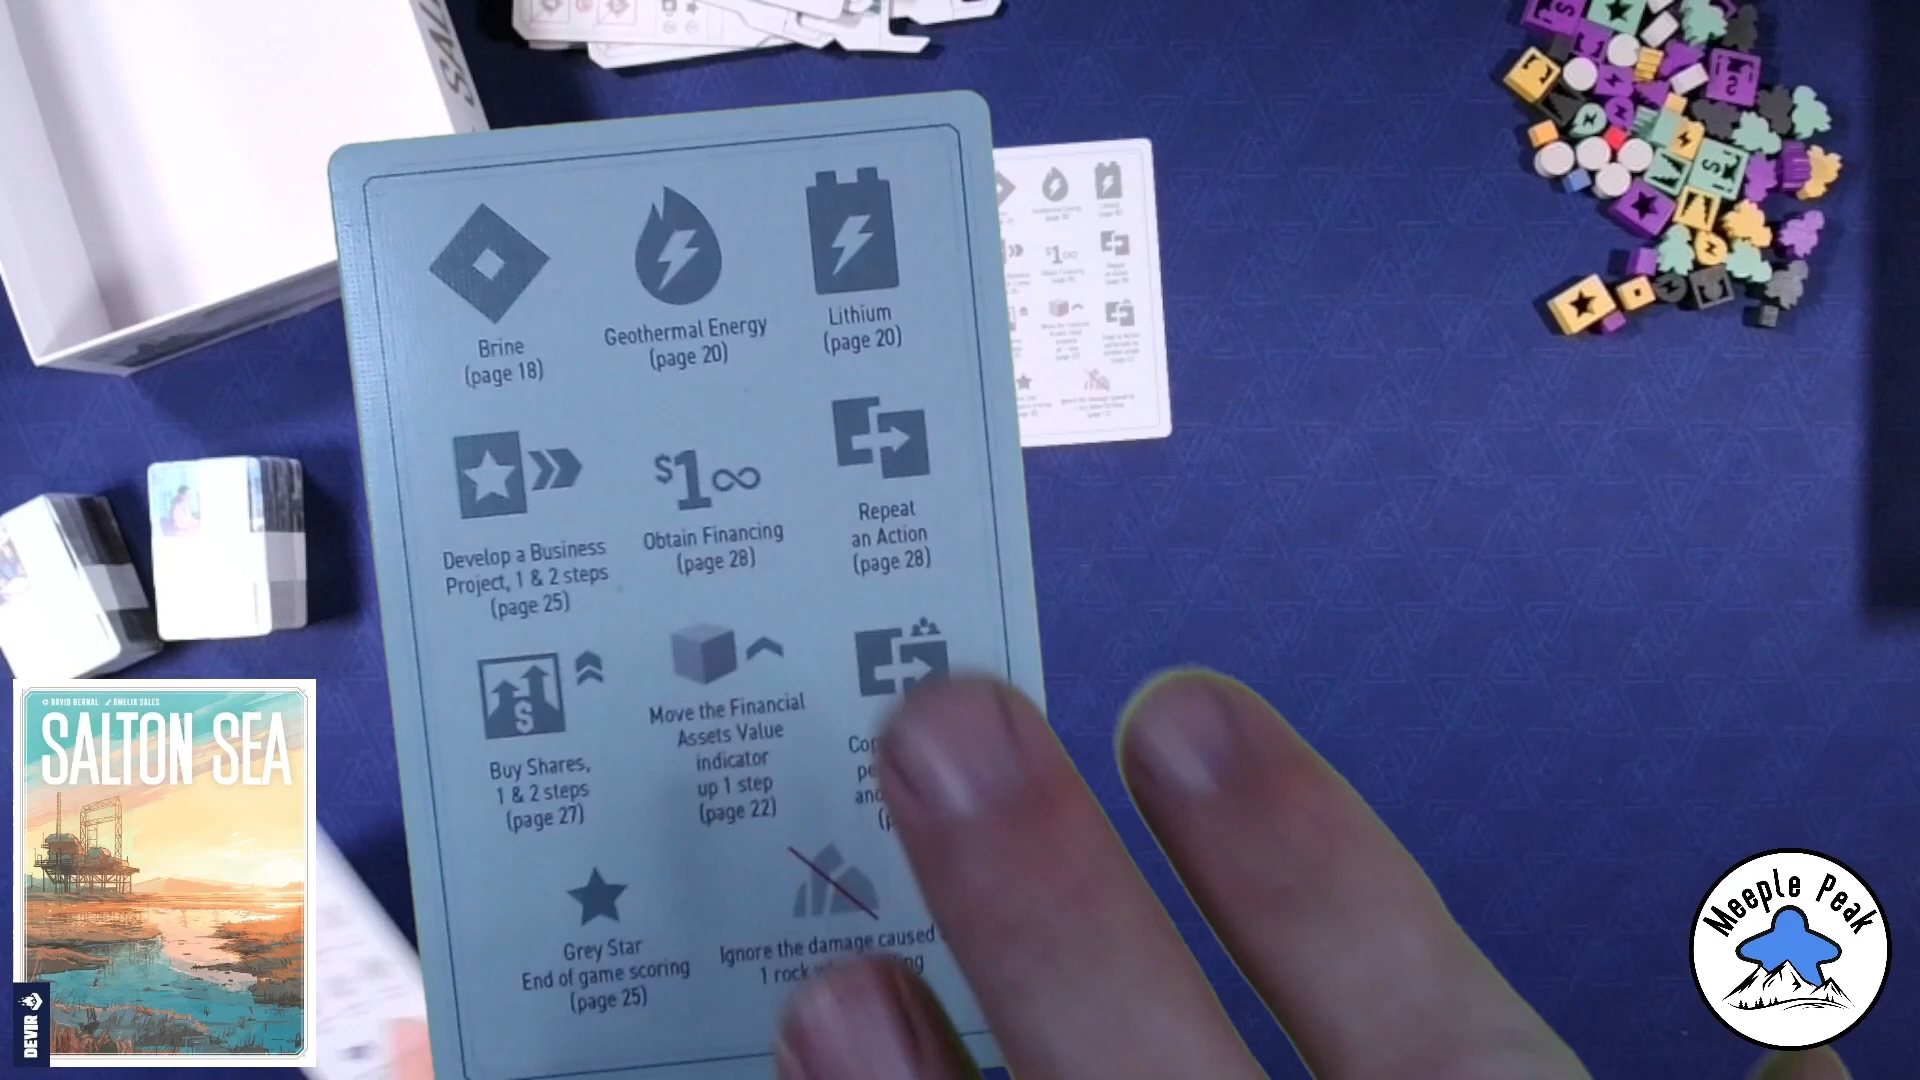 SAL
Brine
(page 18)
Geothermal Energy
(page 20)
Lithium
(page 20)
Develop a Business
Project, 1 & 2 steps
(page 25)
$1∞
Obtain Financing
(page 28)
Repeat
an Action
(page 28)
$
Buy Shares,
1 & 2 steps
(page 27)
Move the Financial
Assets Value
indicator
up 1 step
(page 22)
Grey Star
End of game scoring
(page 25)
Ignore the damage caused
1 rock
DAVID BERNAL AMELIA SALES
SALTON SEA
DEVIR
Meeple Peak